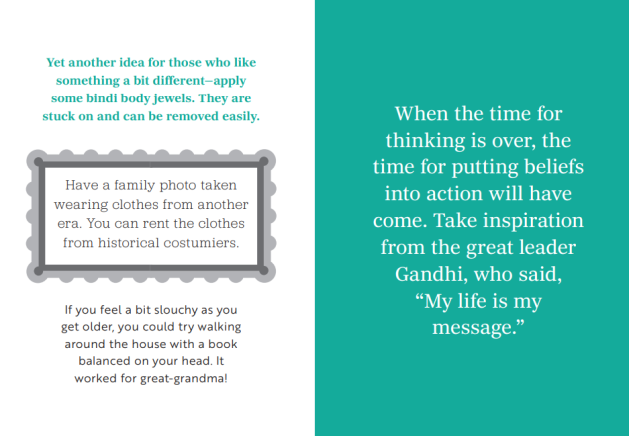 Yet another idea for those who like
something a bit different—apply
some bindi body jewels. They are
stuck on and can be removed easily.
Have a family photo taken
wearing clothes from another
era. You can rent the clothes
from historical costumiers.
If you feel a bit slouchy as you
get older, you could try walking
around the house with a book
balanced on your head. It
worked for great-grandma!
When the time for
thinking is over, the
time for putting beliefs
into action will have
come. Take inspiration
from the great leader
Gandhi, who said,
“My life is my
message.”